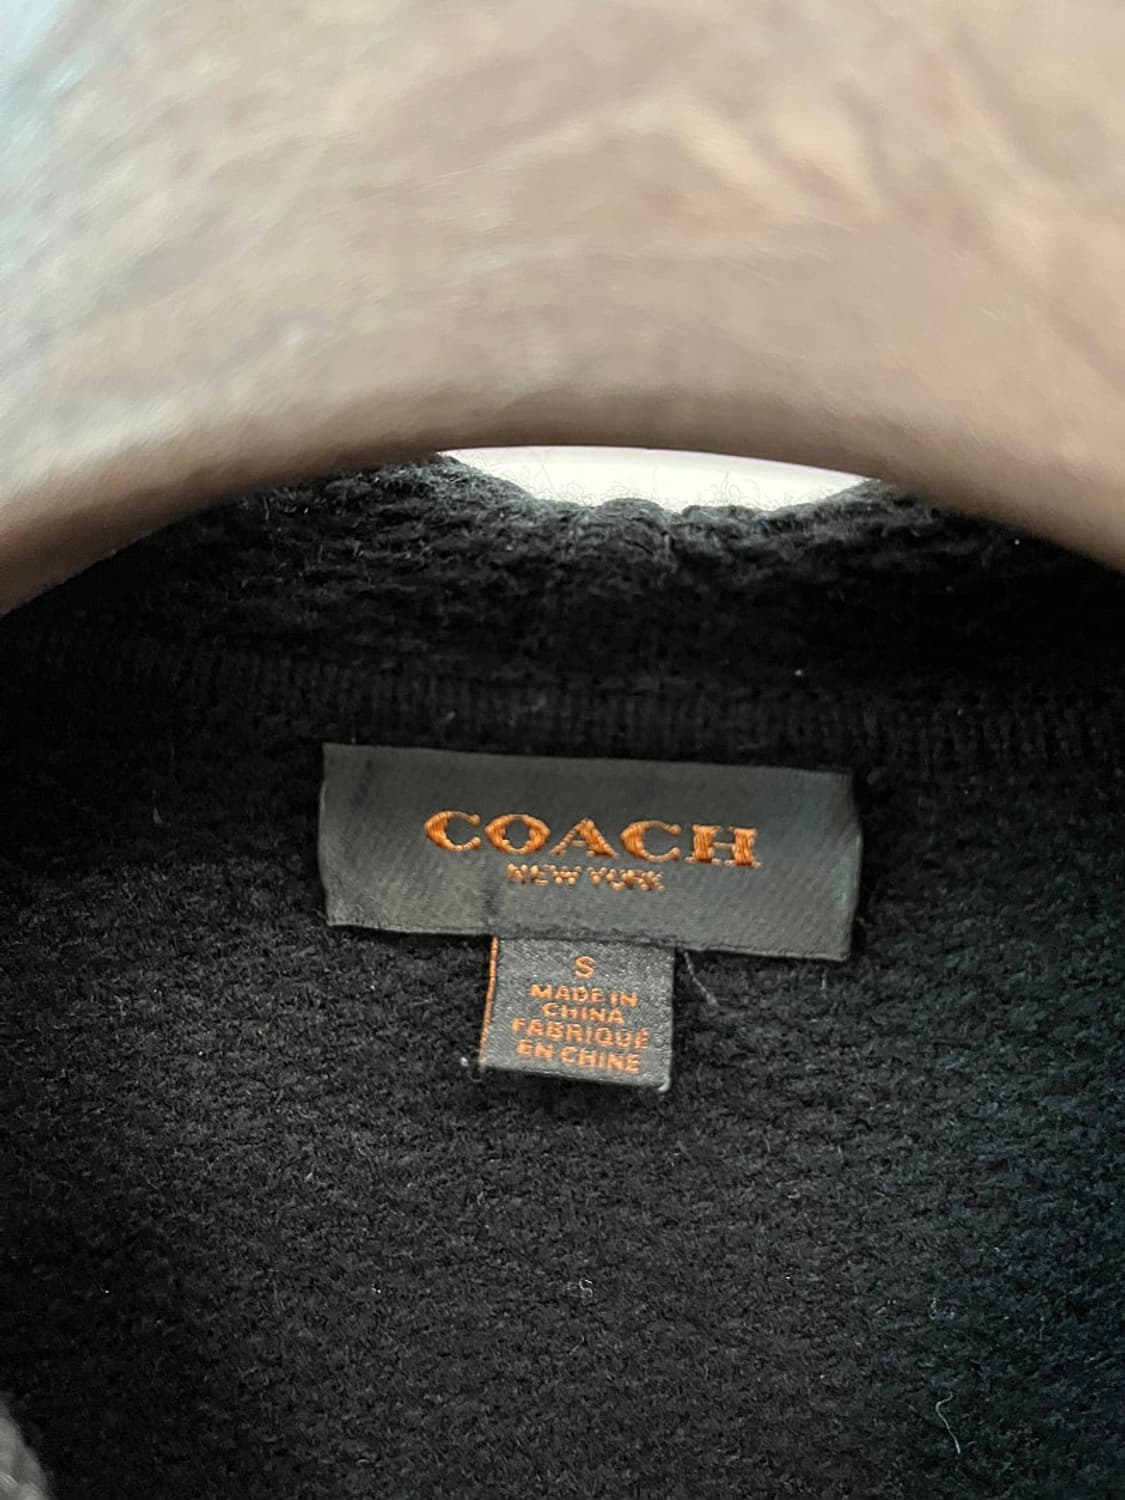 COACH
NEW YORK
S
MADE IN
CHINA
FABRIQUÉ
EN CHINE